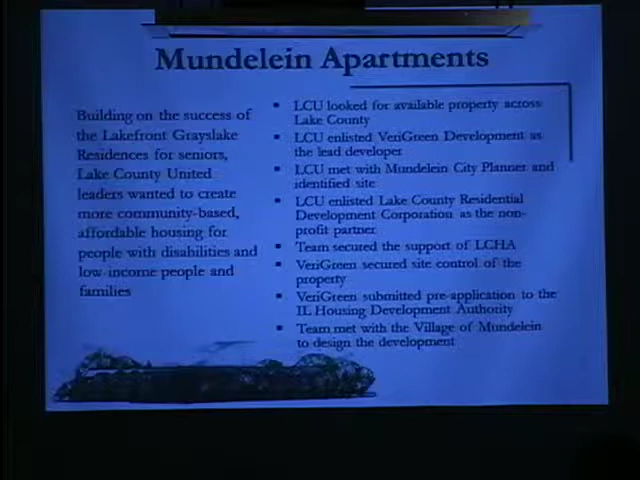 Mundelein Apartments
Building on the success of
the Lakefront Grayslake
Residences for seniors,
Lake County United
leaders wanted to create
more community-based,
affordable housing for
people with disabilities and
low-income people and
families
▪ LCU looked for available property across
Lake County
▪ LCU enlisted VeriGreen Development as
the lead developer
▪ LCU met with Mundelein City Planner and
identified site
▪ LCU enlisted Lake County Residential
Development Corporation as the non-
profit partner
▪ Team secured the support of LCHA
▪ VeriGreen secured site control of the
property
▪ VeriGreen submitted pre-application to the
IL Housing Development Authority
▪ Team met with the Village of Mundelein
to design the development